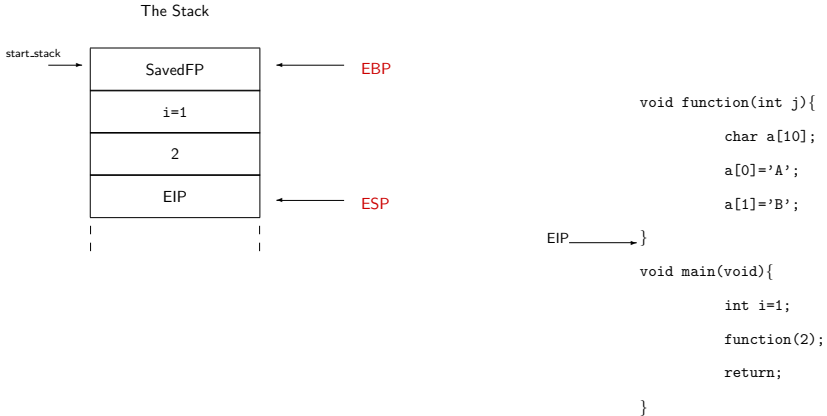 The Stack
start_stack
SavedFP
EBP
i=1
2
EIP
ESP
void function(int j){
char a[10];
a[0]='A';
a[1]='B';
EIP
}
void main(void){
int i=1;
function(2);
return;
}